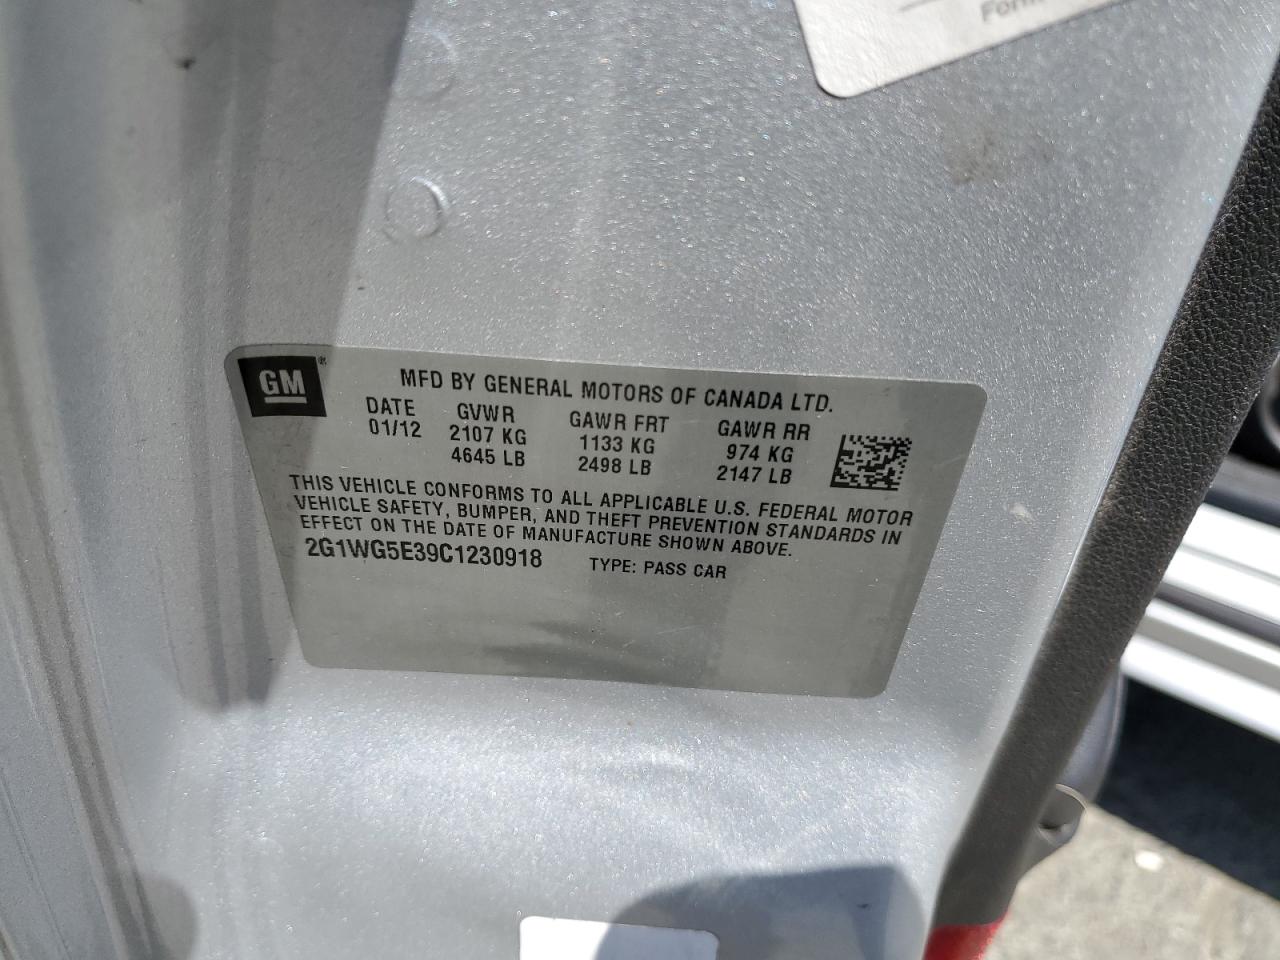 Form
GM®
MFD BY GENERAL MOTORS OF CANADA LTD.
DATE GVWR GAWR FRT GAWR RR
01/12 2107 KG 1133 KG 974 KG
4645 LB 2498 LB 2147 LB
THIS VEHICLE CONFORMS TO ALL APPLICABLE U.S. FEDERAL MOTOR
VEHICLE SAFETY, BUMPER, AND THEFT PREVENTION STANDARDS IN
EFFECT ON THE DATE OF MANUFACTURE SHOWN ABOVE.
2G1WG5E39C1230918 TYPE: PASS CAR